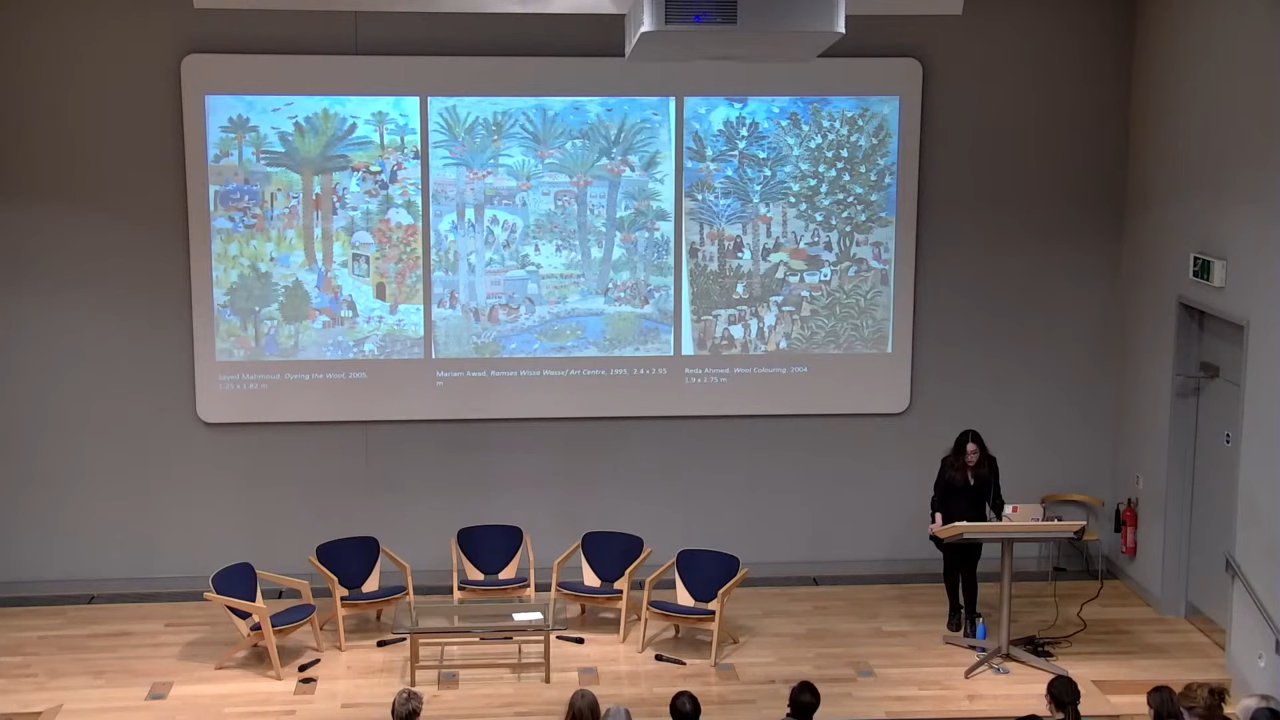 Sayed Mahmoud, Dyeing the Wool, 2005,
1.21 x 1.82 m
Mariam Awad, Ramses Wissa Wassef Art Centre, 1995, 2.4 x 2.95
m
Reda Ahmed, Wool Colouring, 2004
1.9 x 2.75 m